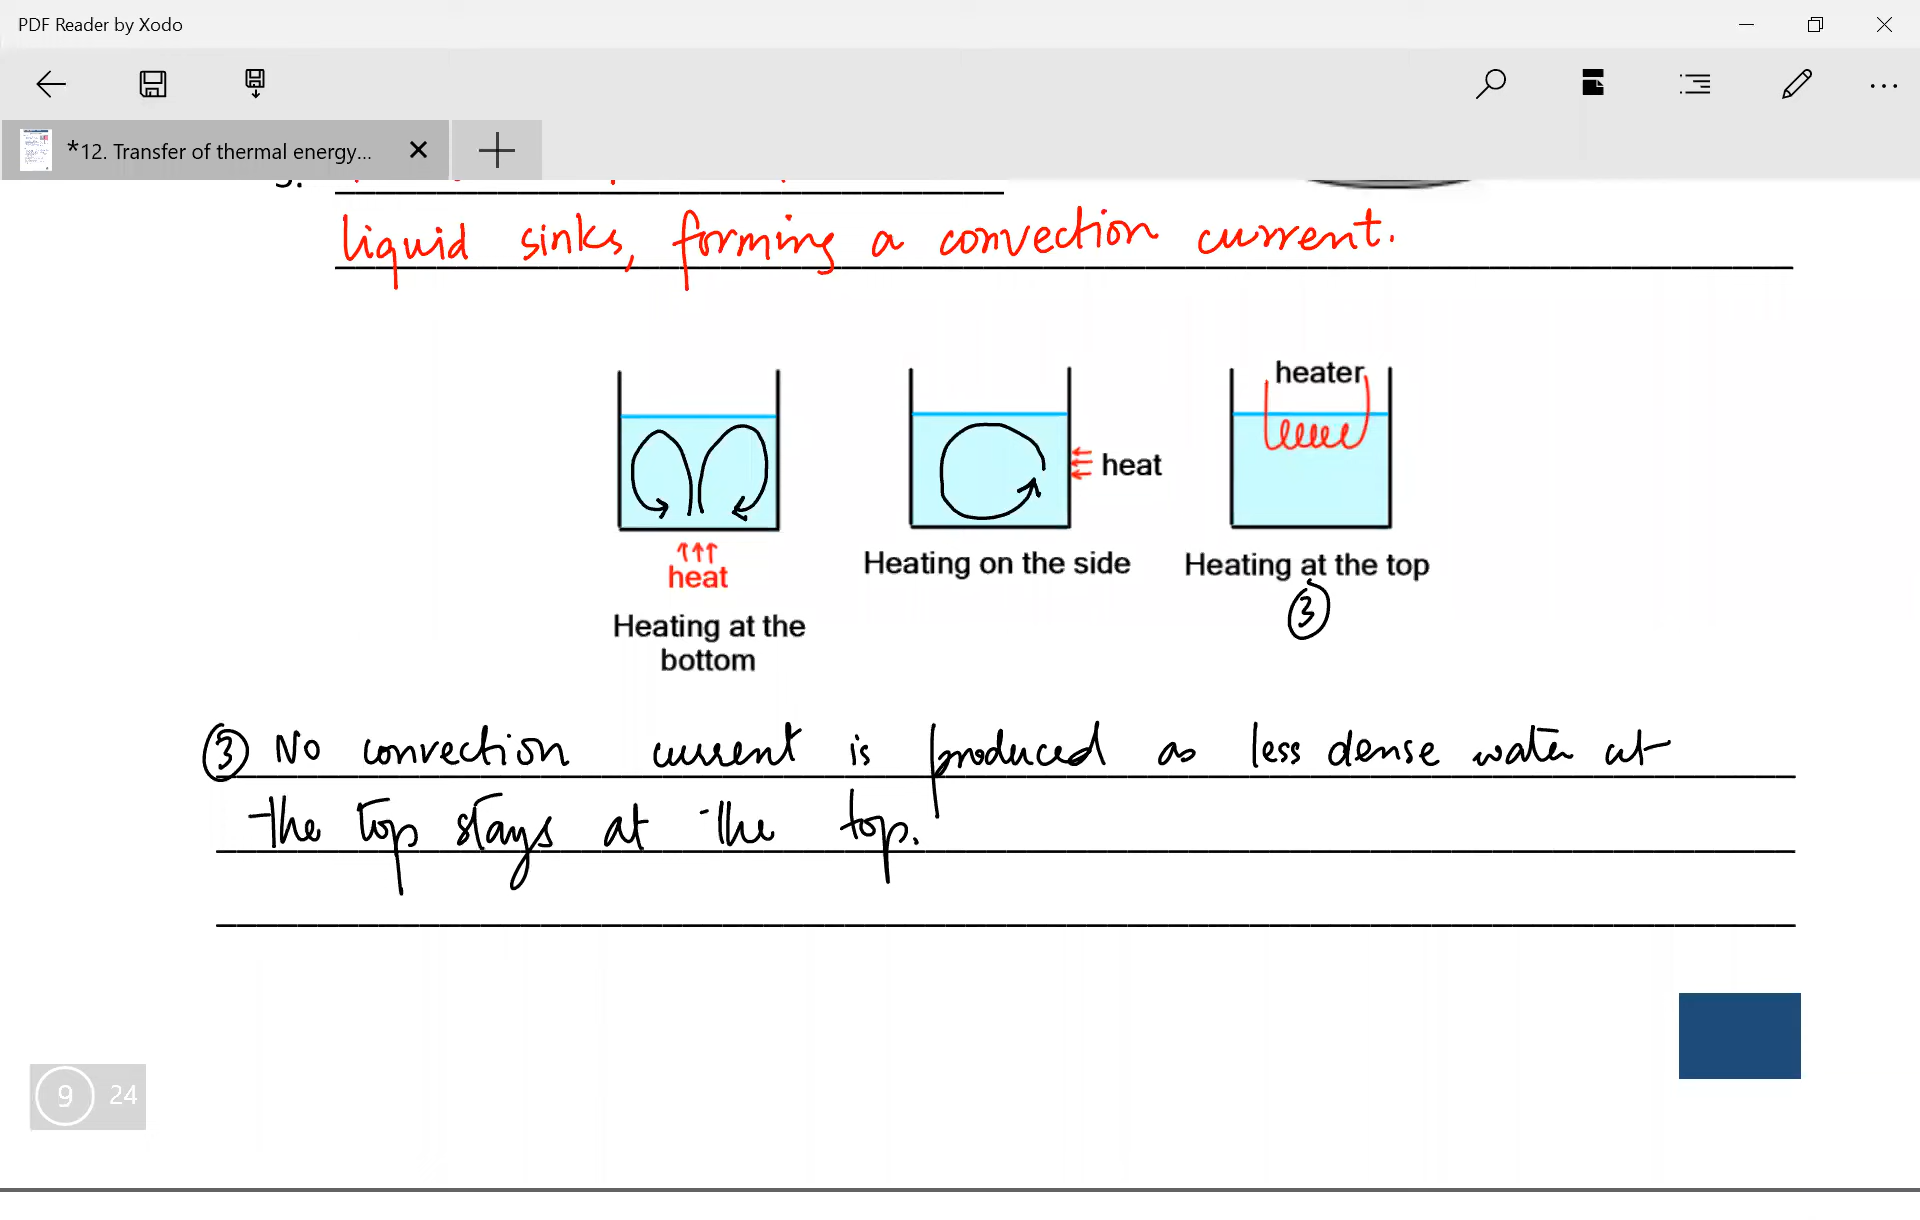 PDF Reader by Xodo
*12. Transfer of thermal energy...
liquid sinks, forming a convection current.
heater
heat
heat
Heating on the side
Heating at the top
3
Heating at the
bottom
3 No convection current is produced as less dense water at
the top stays at the top.
9 24